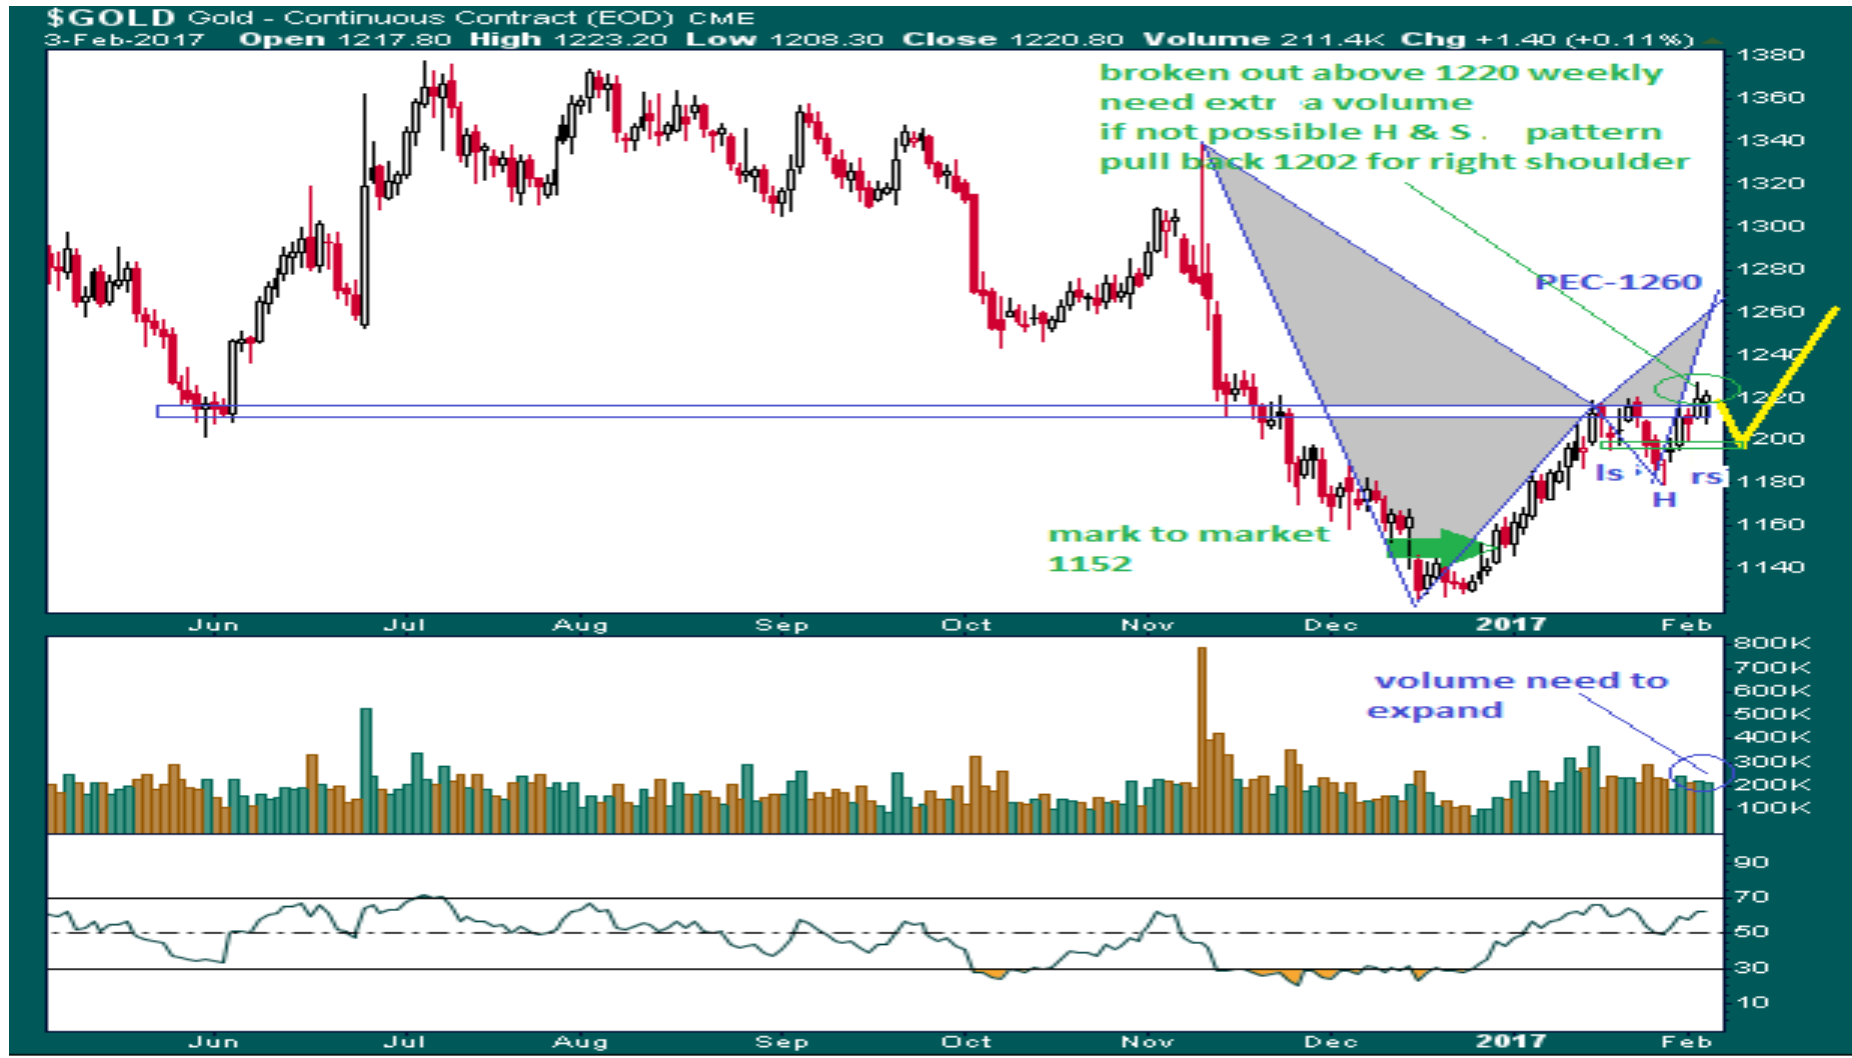 $GOLD Gold - Continuous Contract (EOD) CME
3-Feb-2017 Open 1217.80 High 1223.20 Low 1208.30 Close 1220.80 Volume 211.4K Chg +1.40 (+0.11%)
broken out above 1220 weekly
need extr a volume
if not possible H & S . pattern
pull back 1202 for right shoulder
PEC-1260
ls
rs
H
mark to market
1152
1380
1360
1340
1320
1300
1280
1260
1240
1220
1200
1180
1160
1140
Jun Jul Aug Sep Oct Nov Dec 2017 Feb
volume need to
expand
800K
700K
600K
500K
400K
300K
200K
100K
90
70
50
30
10
Jun Jul Aug Sep Oct Nov Dec 2017 Feb